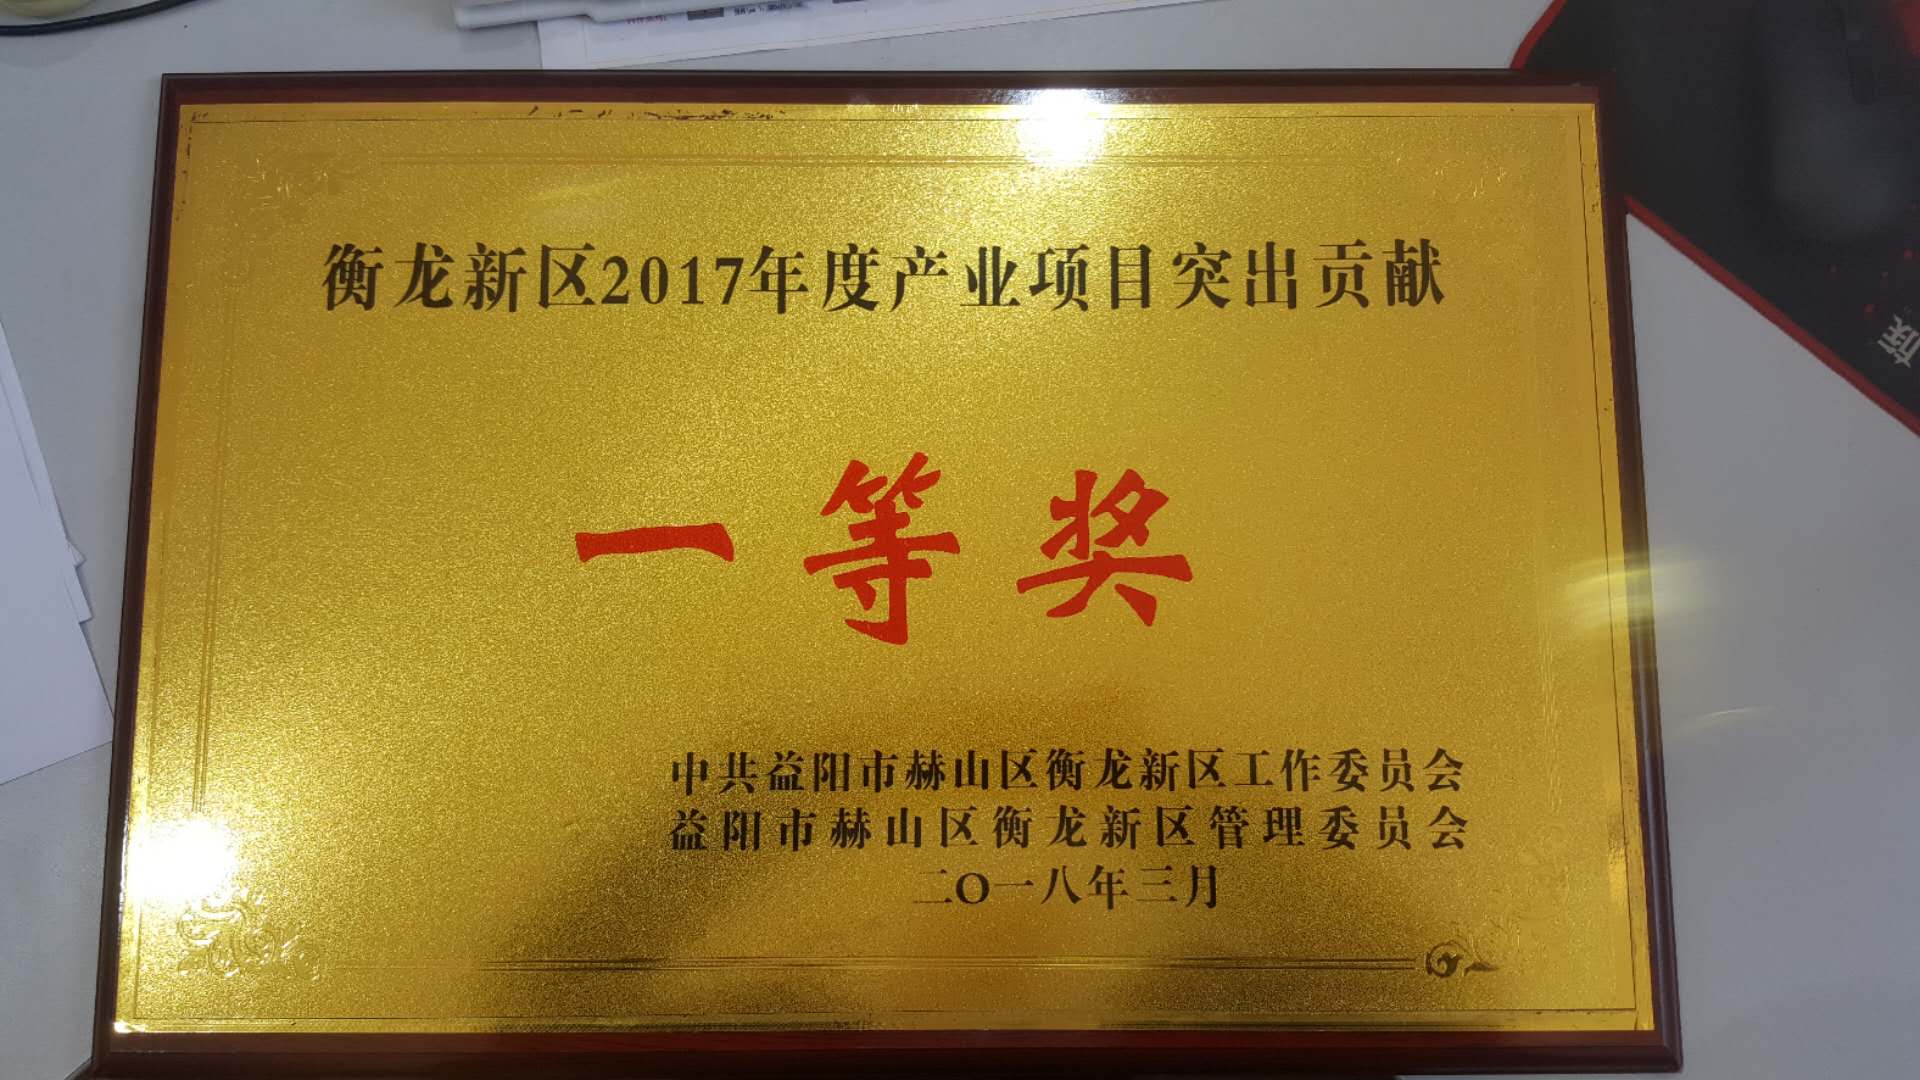 衡龙新区2017年度产业项目突出贡献
一等奖
中共益阳市赫山区衡龙新区工作委员会
益阳市赫山区衡龙新区管理委员会
二〇一八年三月
族